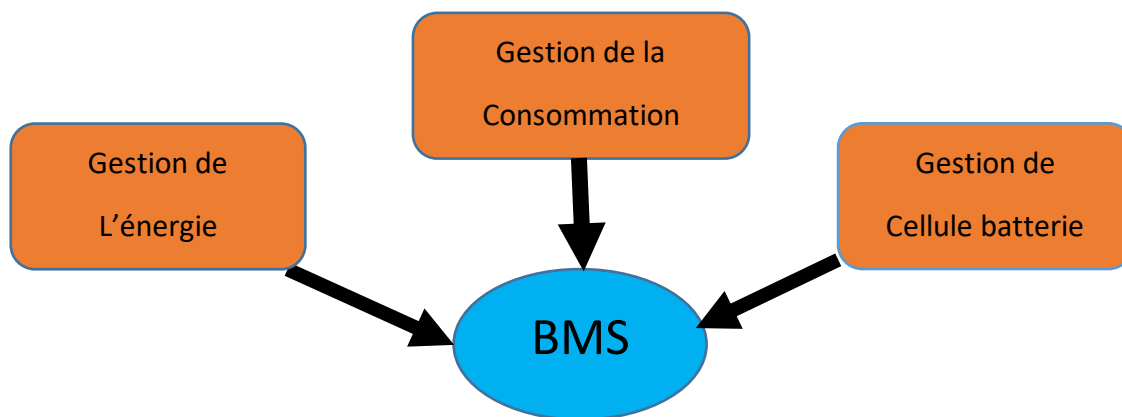 Gestion de la
Consommation
Gestion de
L’énergie
Gestion de
Cellule batterie
BMS